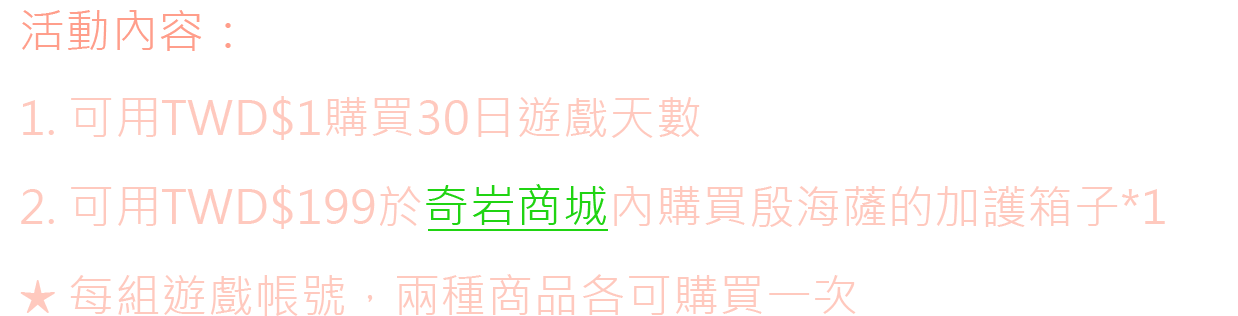 活動內容：
1. 可用TWD$1購買30日遊戲天數
2. 可用TWD$199於奇岩商城內購買殷海薩的加護箱子*1
★ 每組遊戲帳號，兩種商品各可購買一次